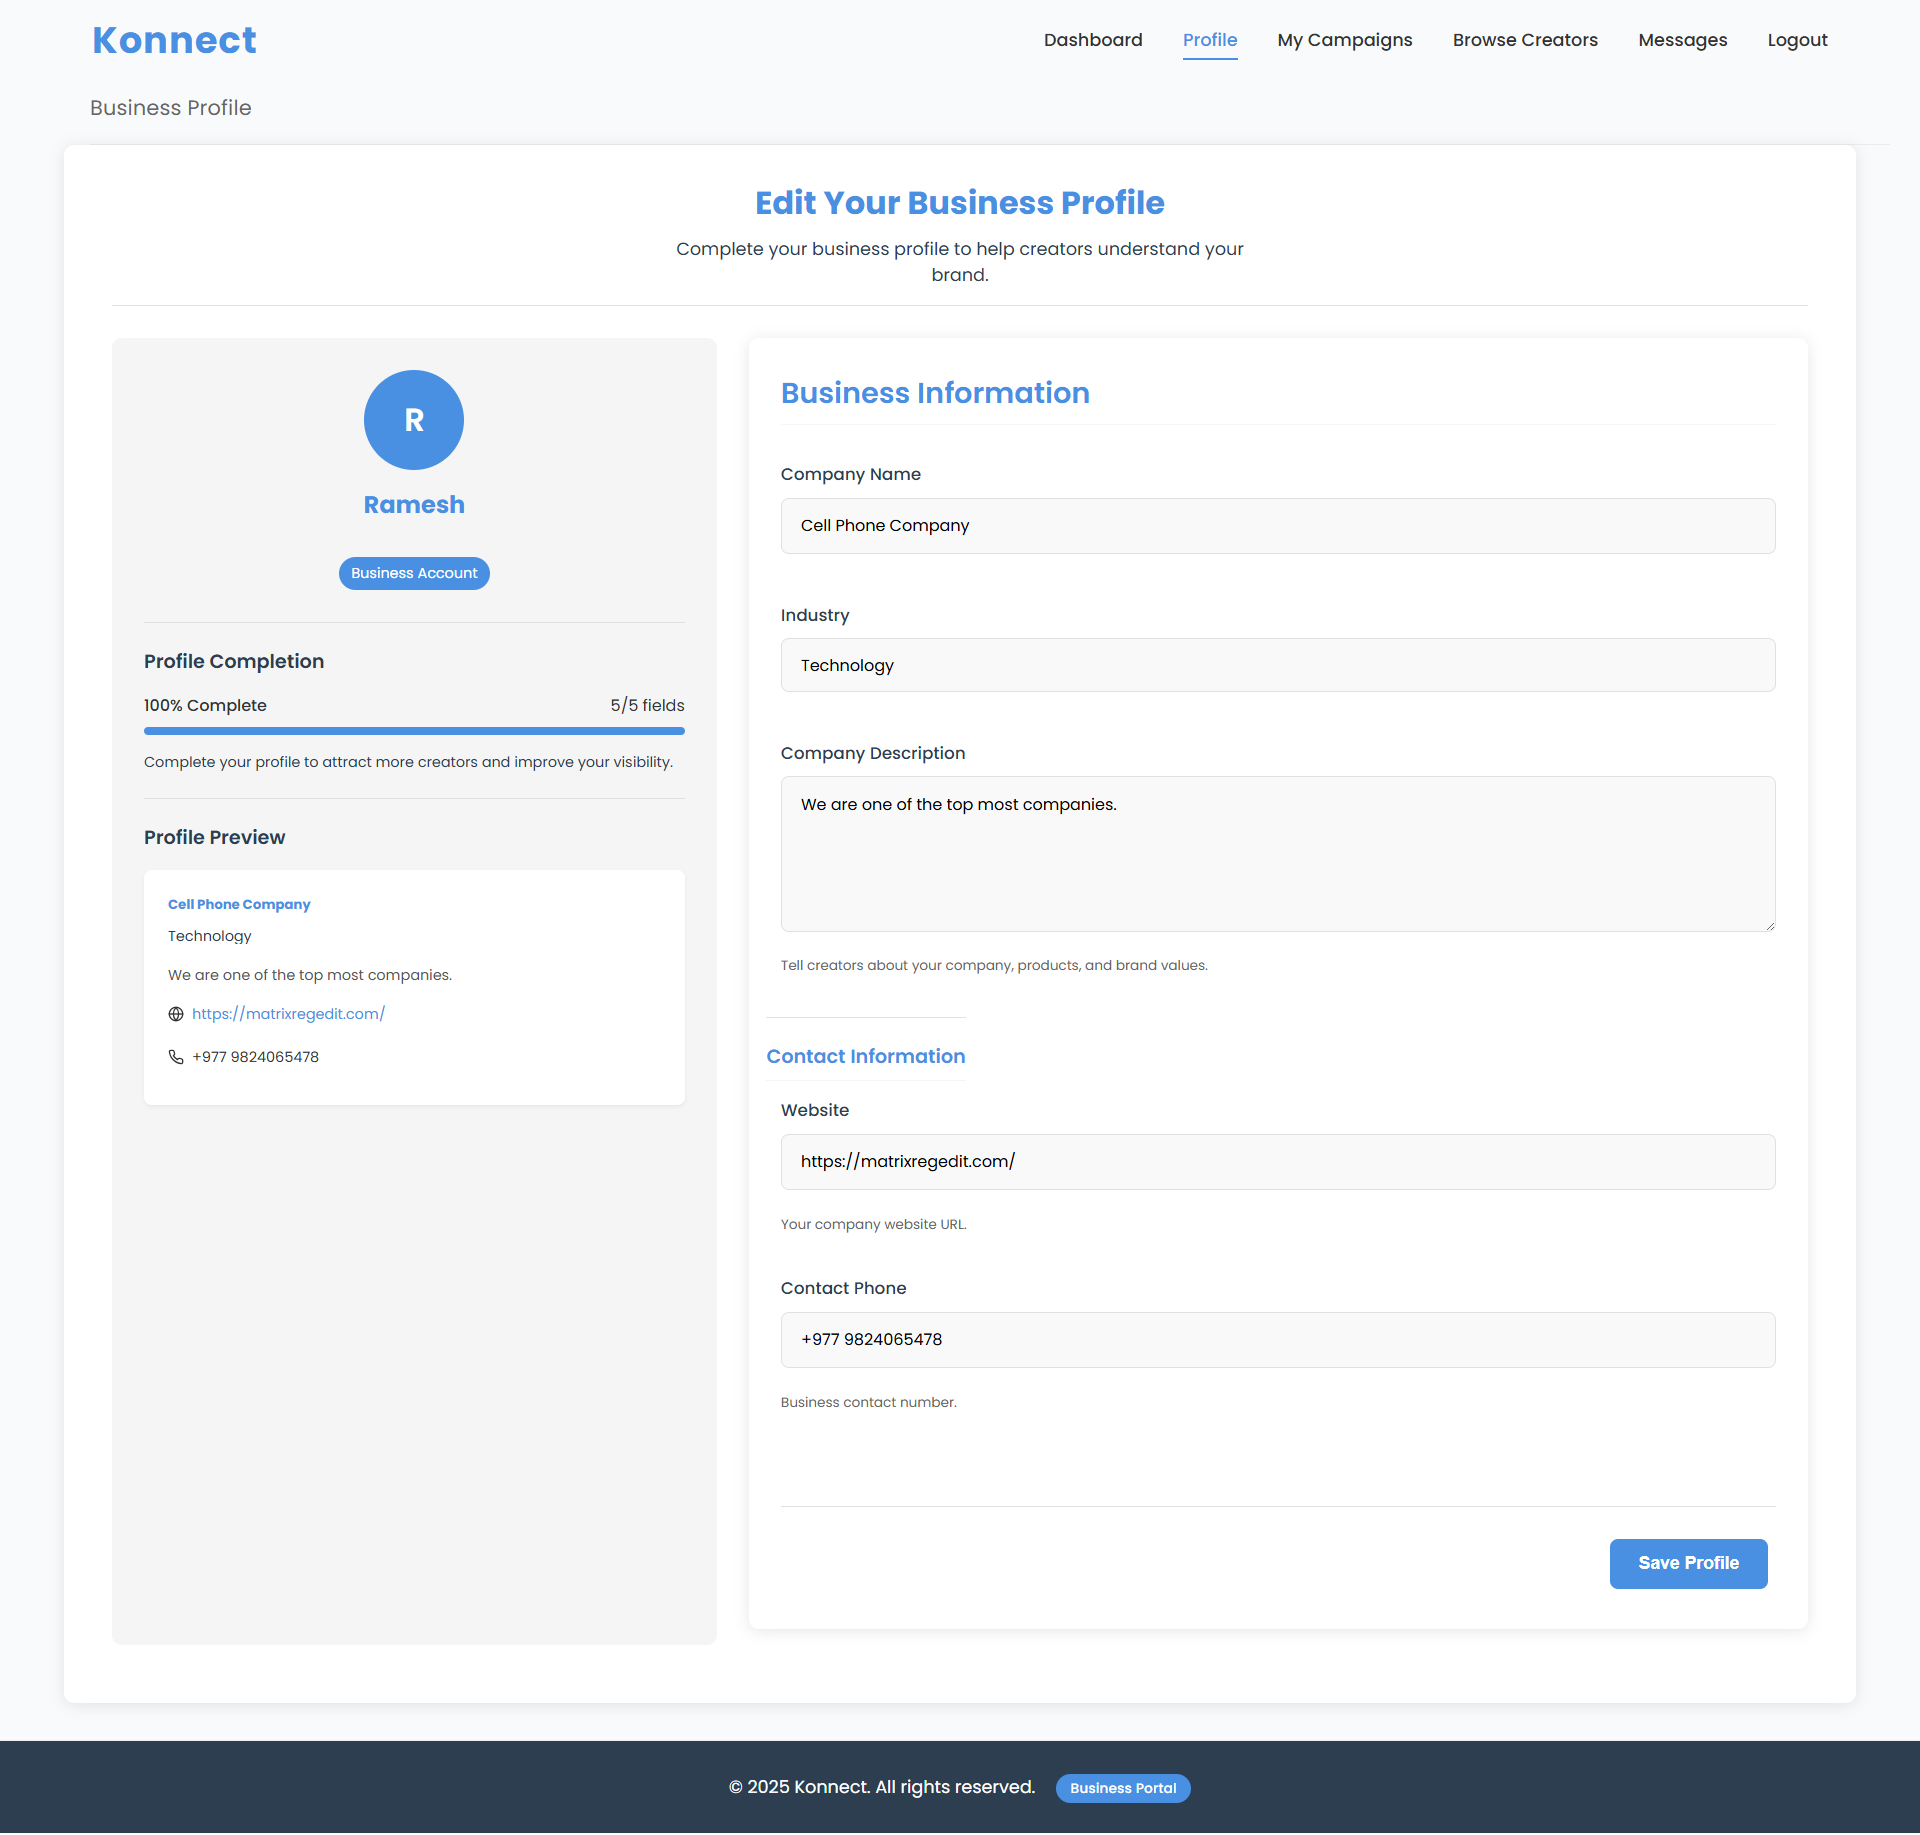 Konnect
Dashboard Profile My Campaigns Browse Creators Messages Logout
Business Profile
Edit Your Business Profile
Complete your business profile to help creators understand your
brand.
R
Ramesh
Business Account
Profile Completion
100% Complete 5/5 fields
Complete your profile to attract more creators and improve your visibility.
Profile Preview
Cell Phone Company
Technology
We are one of the top most companies.
https://matrixregedit.com/
+977 9824065478
Business Information
Company Name
Cell Phone Company
Industry
Technology
Company Description
We are one of the top most companies.
Tell creators about your company, products, and brand values.
Contact Information
Website
https://matrixregedit.com/
Your company website URL.
Contact Phone
+977 9824065478
Business contact number.
Save Profile
© 2025 Konnect. All rights reserved. Business Portal